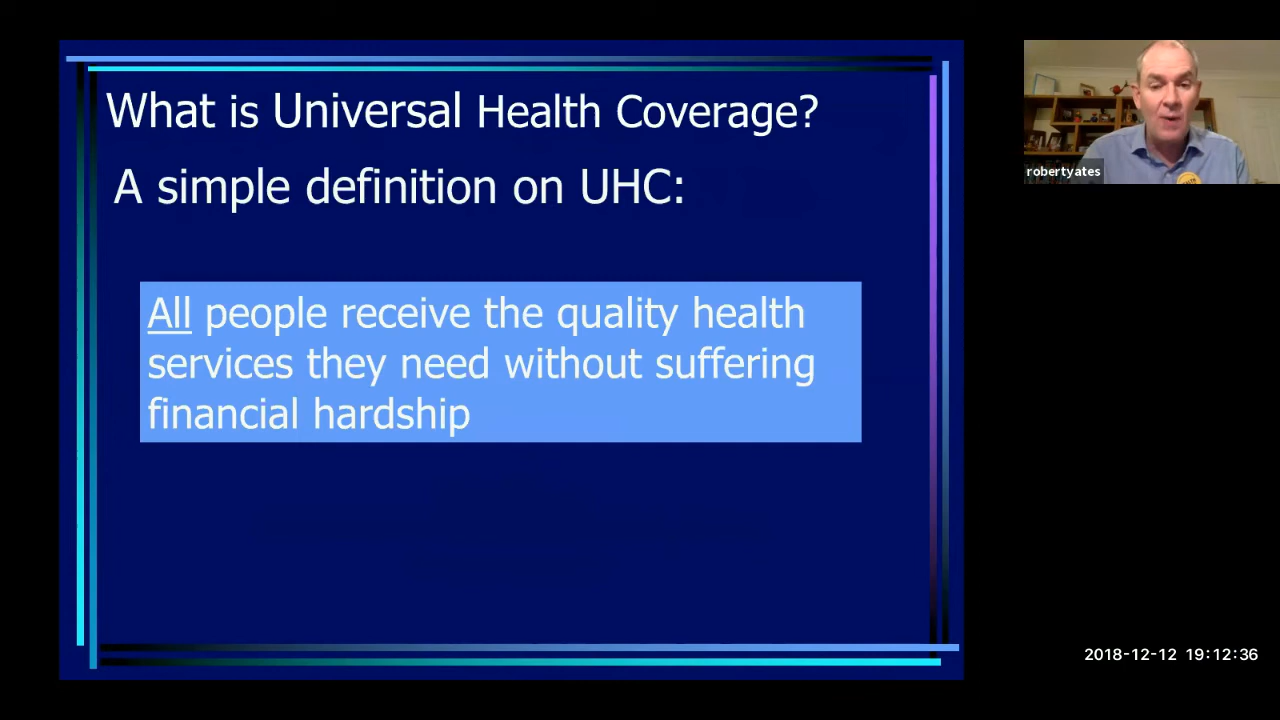 What is Universal Health Coverage?
A simple definition on UHC:
All people receive the quality health
services they need without suffering
financial hardship
robertyates
2018-12-12 19:12:36